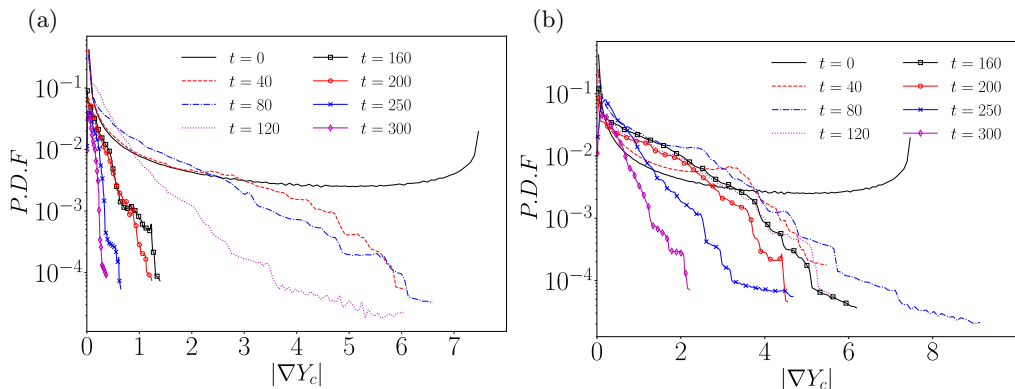 (a)
P.D.F
10^{-1}
10^{-2}
10^{-3}
10^{-4}
t = 0
t = 40
t = 80
t = 120
t = 160
t = 200
t = 250
t = 300
0 1 2 3 4 5 6 7
|∇Y_c|
(b)
P.D.F
10^{-1}
10^{-2}
10^{-3}
10^{-4}
t = 0
t = 40
t = 80
t = 120
t = 160
t = 200
t = 250
t = 300
0 2 4 6 8
|∇Y_c|